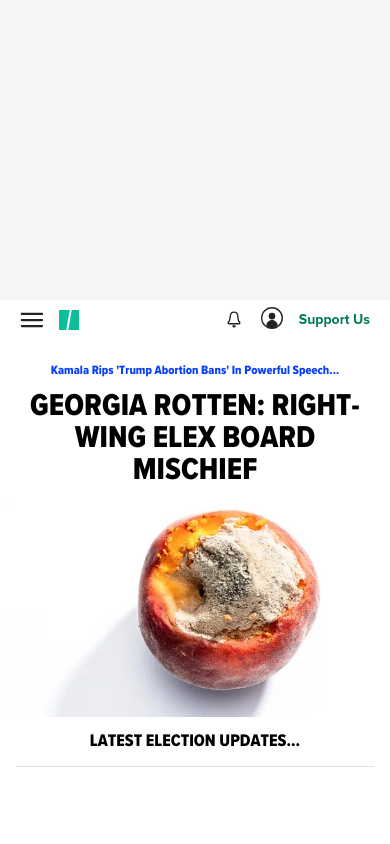 Support Us
Kamala Rips 'Trump Abortion Bans' In Powerful Speech...
GEORGIA ROTTEN: RIGHT-
WING ELEX BOARD
MISCHIEF
LATEST ELECTION UPDATES...